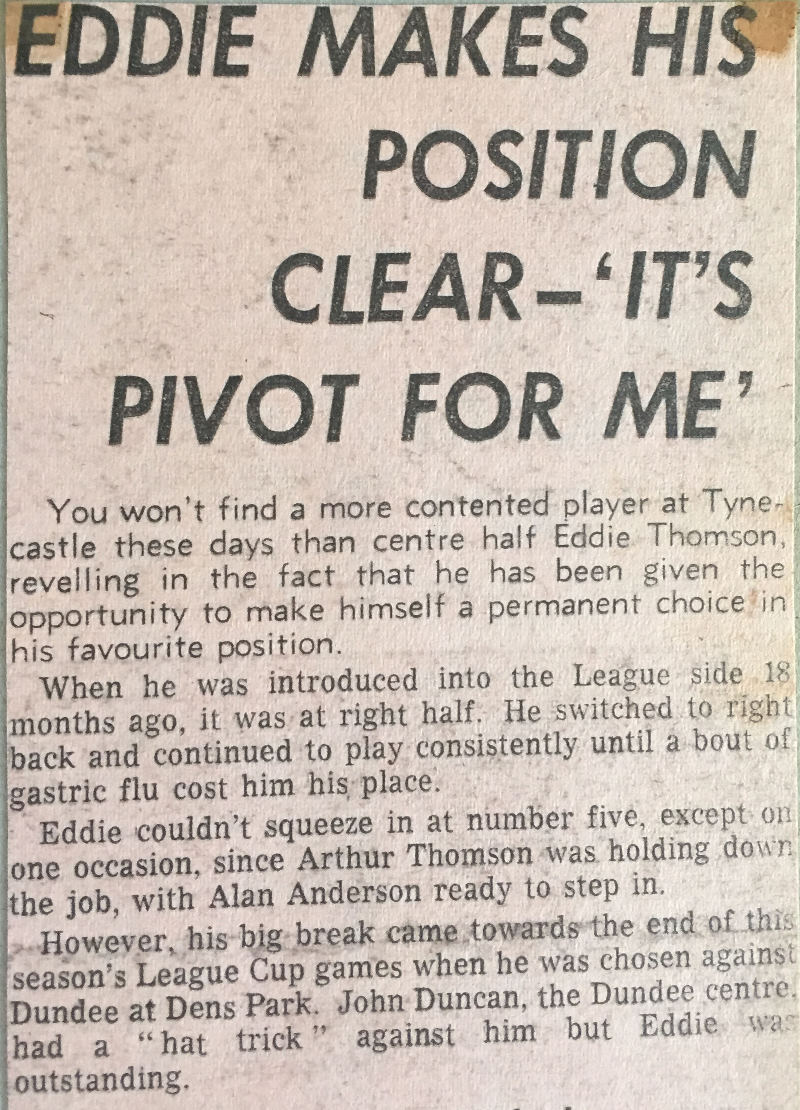 EDDIE MAKES HIS
POSITION
CLEAR–‘IT’S
PIVOT FOR ME’
You won't find a more contented player at Tyne-
castle these days than centre half Eddie Thomson,
revelling in the fact that he has been given the
opportunity to make himself a permanent choice in
his favourite position.
When he was introduced into the League side 18
months ago, it was at right half. He switched to right
back and continued to play consistently until a bout of
gastric flu cost him his place.
Eddie couldn't squeeze in at number five, except on
one occasion, since Arthur Thomson was holding down
the job, with Alan Anderson ready to step in.
However, his big break came towards the end of this
season's League Cup games when he was chosen against
Dundee at Dens Park. John Duncan, the Dundee centre,
had a “hat trick” against him but Eddie was
outstanding.